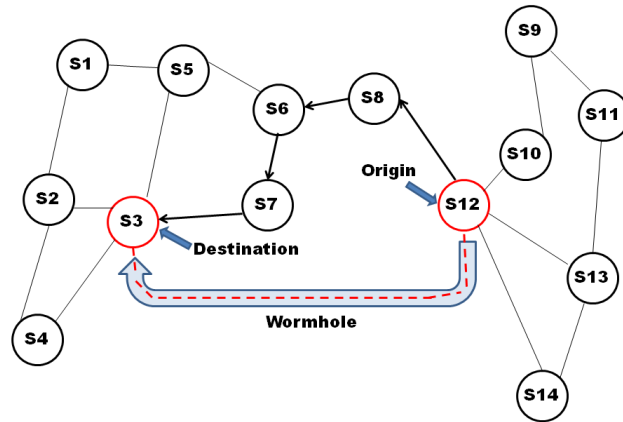 S9
S1
S5
S8
S6
S11
S10
Origin
S2
S7
S12
S3
Destination
S13
Wormhole
S4
S14